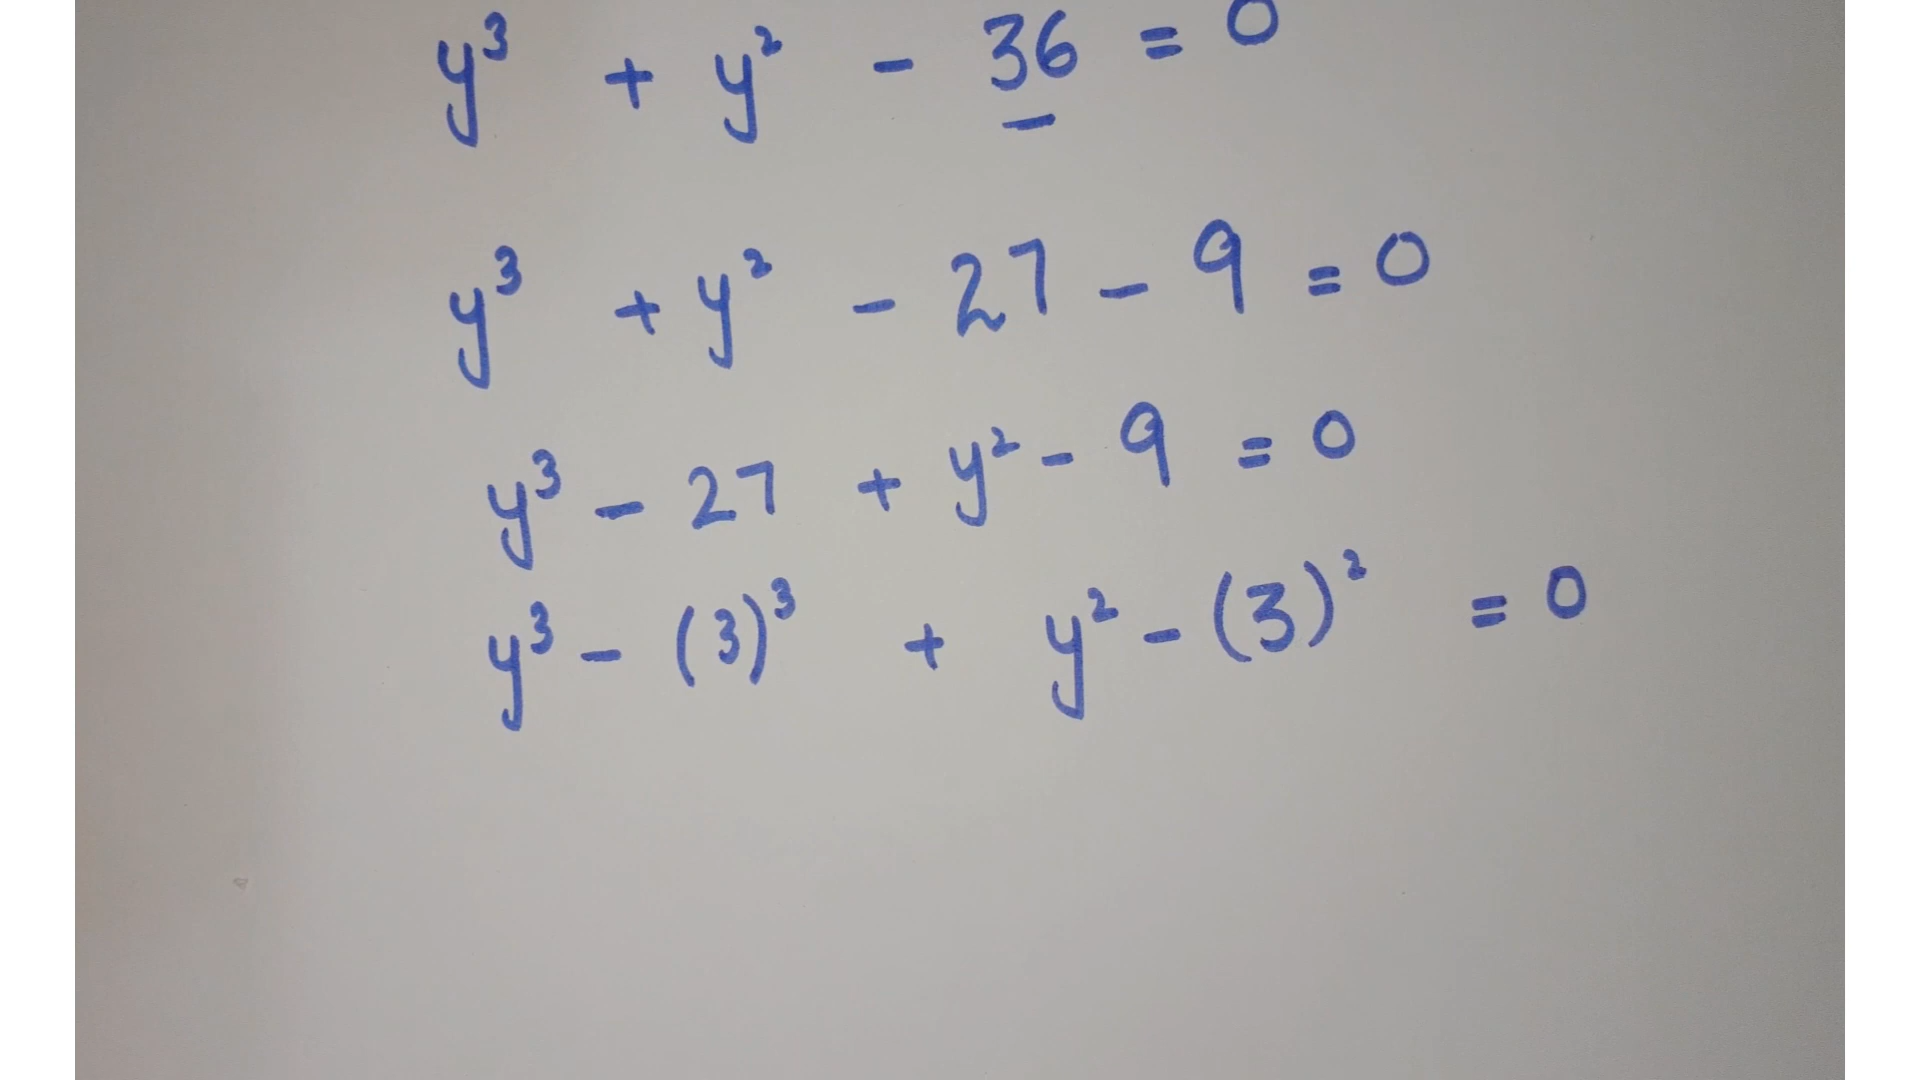 y³ + y² - 36 = 0
y³ + y² - 27 - 9 = 0
y³ - 27 + y² - 9 = 0
y³ - (3)³ + y² - (3)² = 0